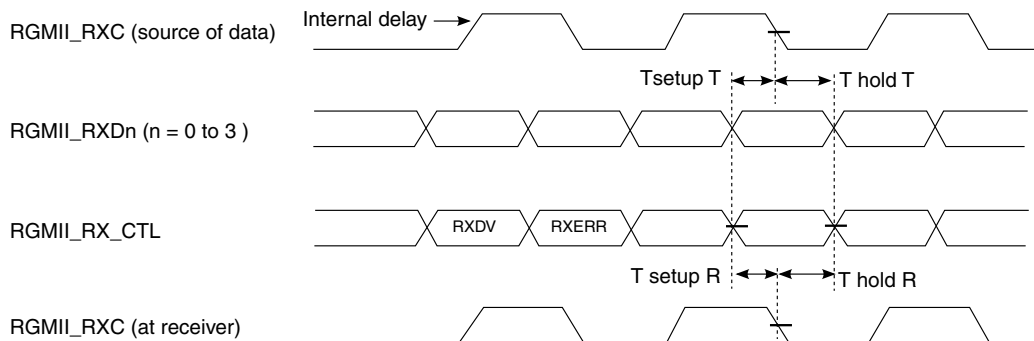 Internal delay
RGMII_RXC (source of data)
Tsetup T
T hold T
RGMII_RXDn (n = 0 to 3 )
RGMII_RX_CTL
RXDV
RXERR
T setup R
T hold R
RGMII_RXC (at receiver)